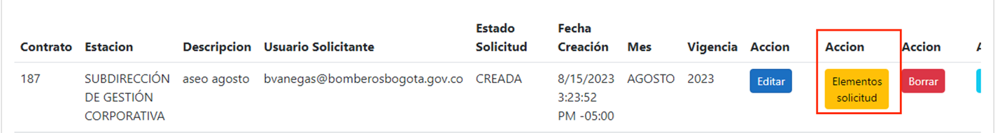 Contrato Estacion Descripcion Usuario Solicitante Estado Solicitud Fecha Creación Mes Vigencia Accion Accion Accion
187 SUBDIRECCIÓN aseo agosto bvanegas@bomberosbogota.gov.co CREADA 8/15/2023 AGOSTO 2023 Editar Elementos Borrar
DE GESTIÓN 3:23:52 solicitud
CORPORATIVA PM -05:00